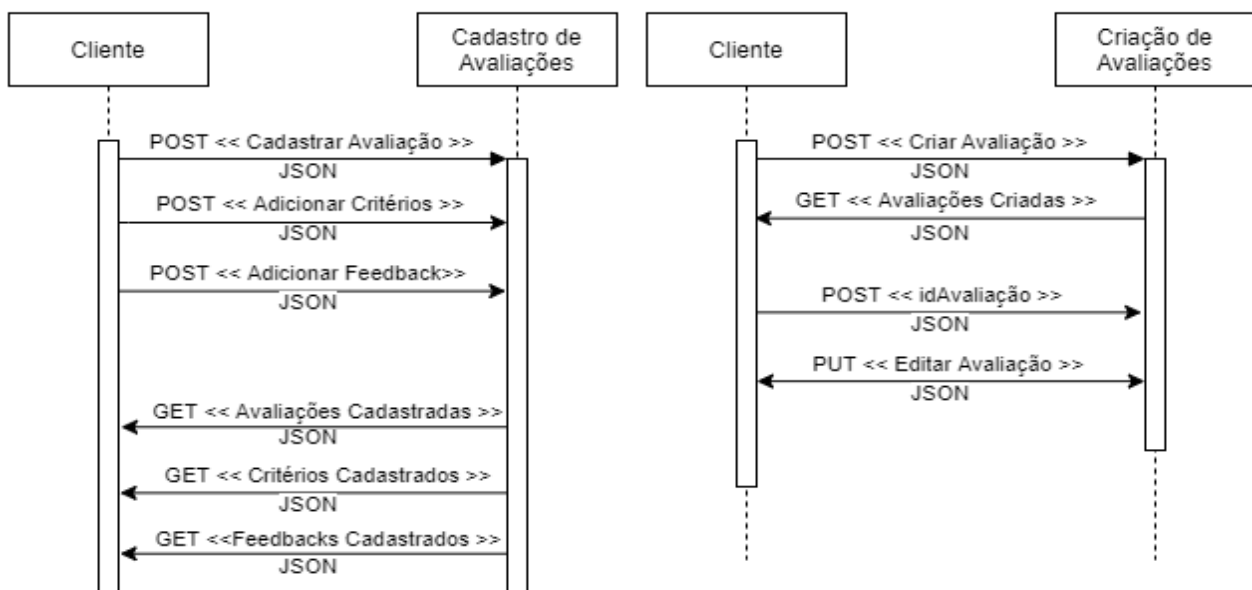 Cliente
Cadastro de
Avaliações
POST << Cadastrar Avaliação >>
JSON
POST << Adicionar Critérios >>
JSON
POST << Adicionar Feedback>>
JSON
GET << Avaliações Cadastradas >>
JSON
GET << Critérios Cadastrados >>
JSON
GET <<Feedbacks Cadastrados >>
JSON
Cliente
Criação de
Avaliações
POST << Criar Avaliação >>
JSON
GET << Avaliações Criadas >>
JSON
POST << idAvaliação >>
JSON
PUT << Editar Avaliação >>
JSON